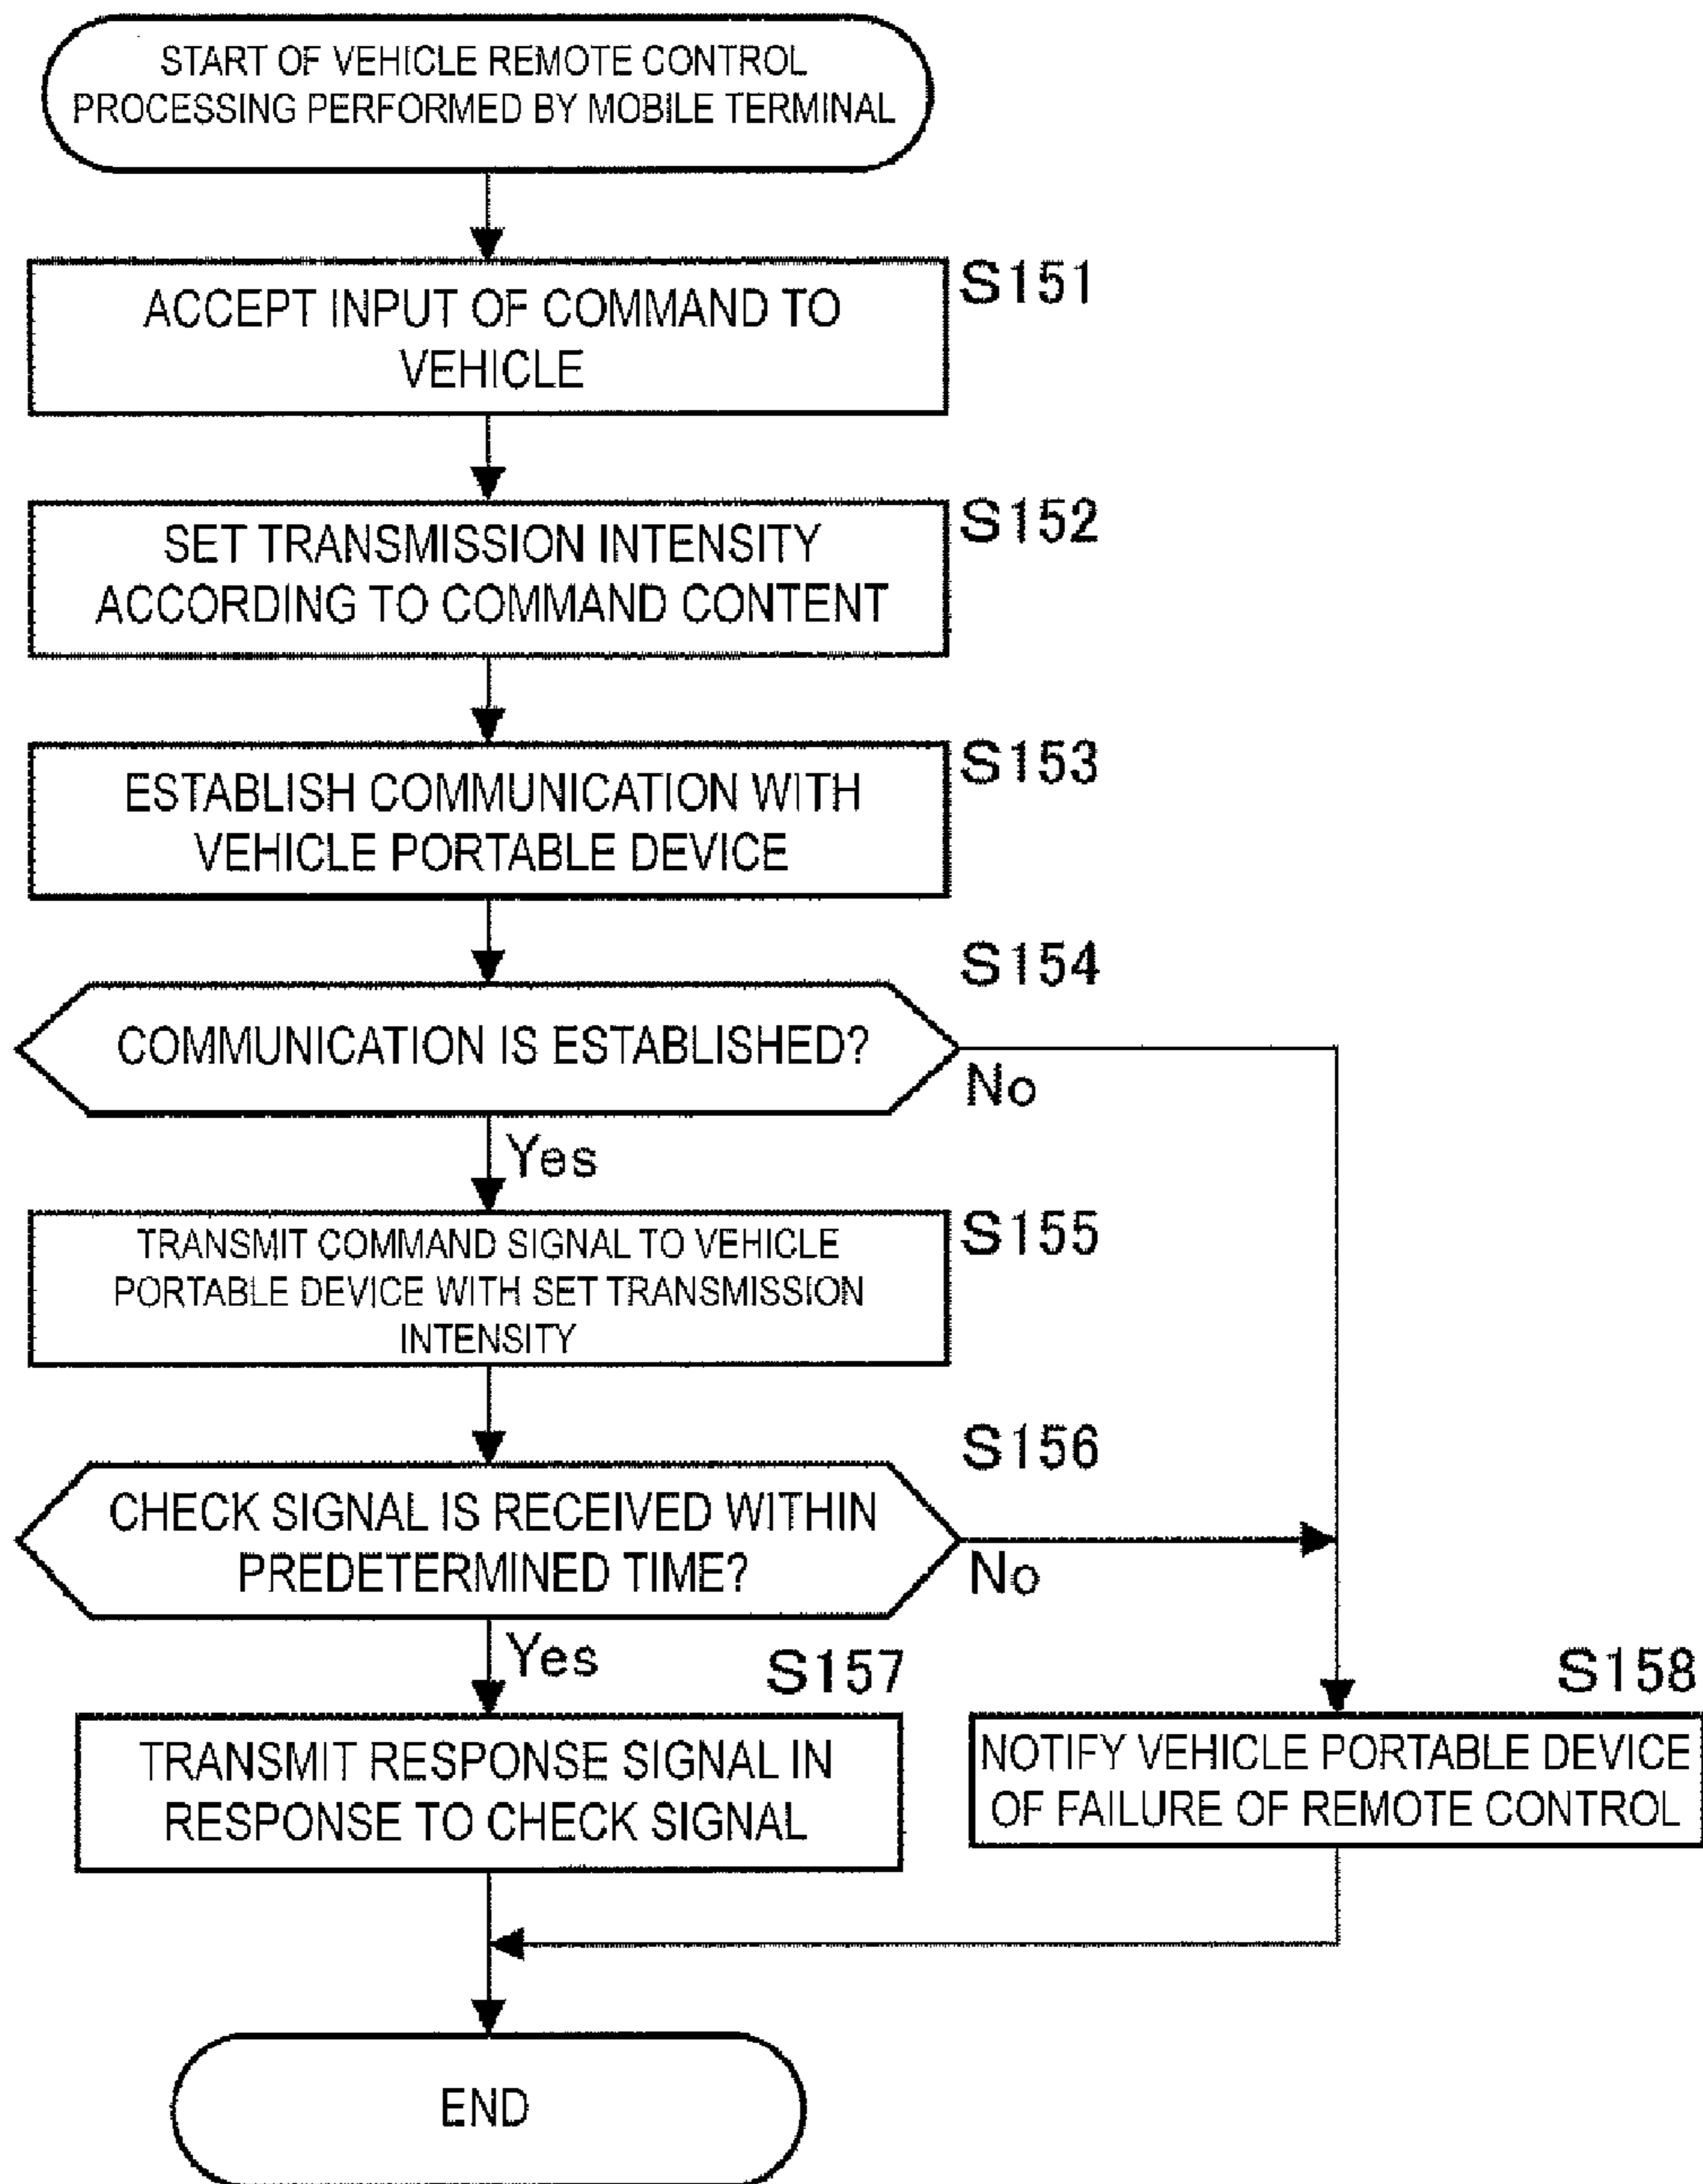 START OF VEHICLE REMOTE CONTROL
PROCESSING PERFORMED BY MOBILE TERMINAL
S151
ACCEPT INPUT OF COMMAND TO
VEHICLE
S152
SET TRANSMISSION INTENSITY
ACCORDING TO COMMAND CONTENT
S153
ESTABLISH COMMUNICATION WITH
VEHICLE PORTABLE DEVICE
S154
COMMUNICATION IS ESTABLISHED?
No
Yes
S155
TRANSMIT COMMAND SIGNAL TO VEHICLE
PORTABLE DEVICE WITH SET TRANSMISSION
INTENSITY
S156
CHECK SIGNAL IS RECEIVED WITHIN
PREDETERMINED TIME?
No
Yes
S157
TRANSMIT RESPONSE SIGNAL IN
RESPONSE TO CHECK SIGNAL
S158
NOTIFY VEHICLE PORTABLE DEVICE
OF FAILURE OF REMOTE CONTROL
END